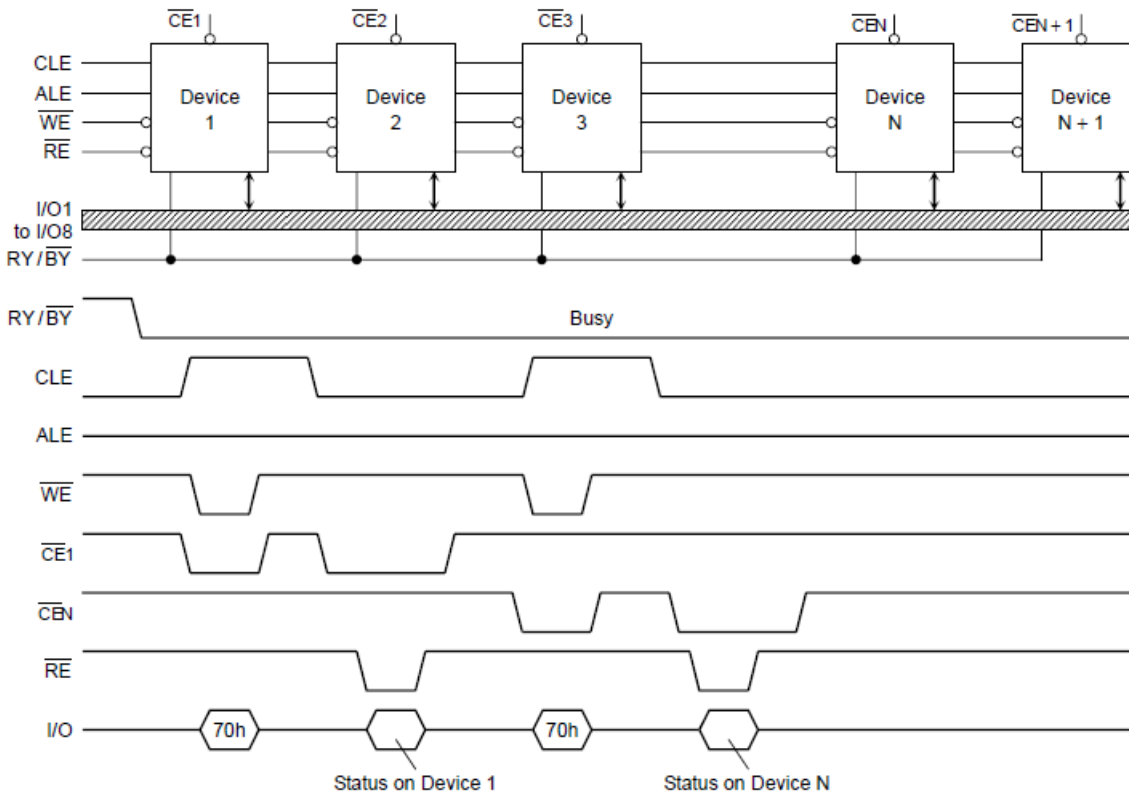 CE1 CE2 CE3 CEN CEN + 1
CLE
ALE
WE
RE
Device 1
Device 2
Device 3
Device N
Device N + 1
I/O1 to I/O8
RY / BY
RY / BY
Busy
CLE
ALE
WE
CE1
CEN
RE
I/O
70h
70h
Status on Device 1
Status on Device N